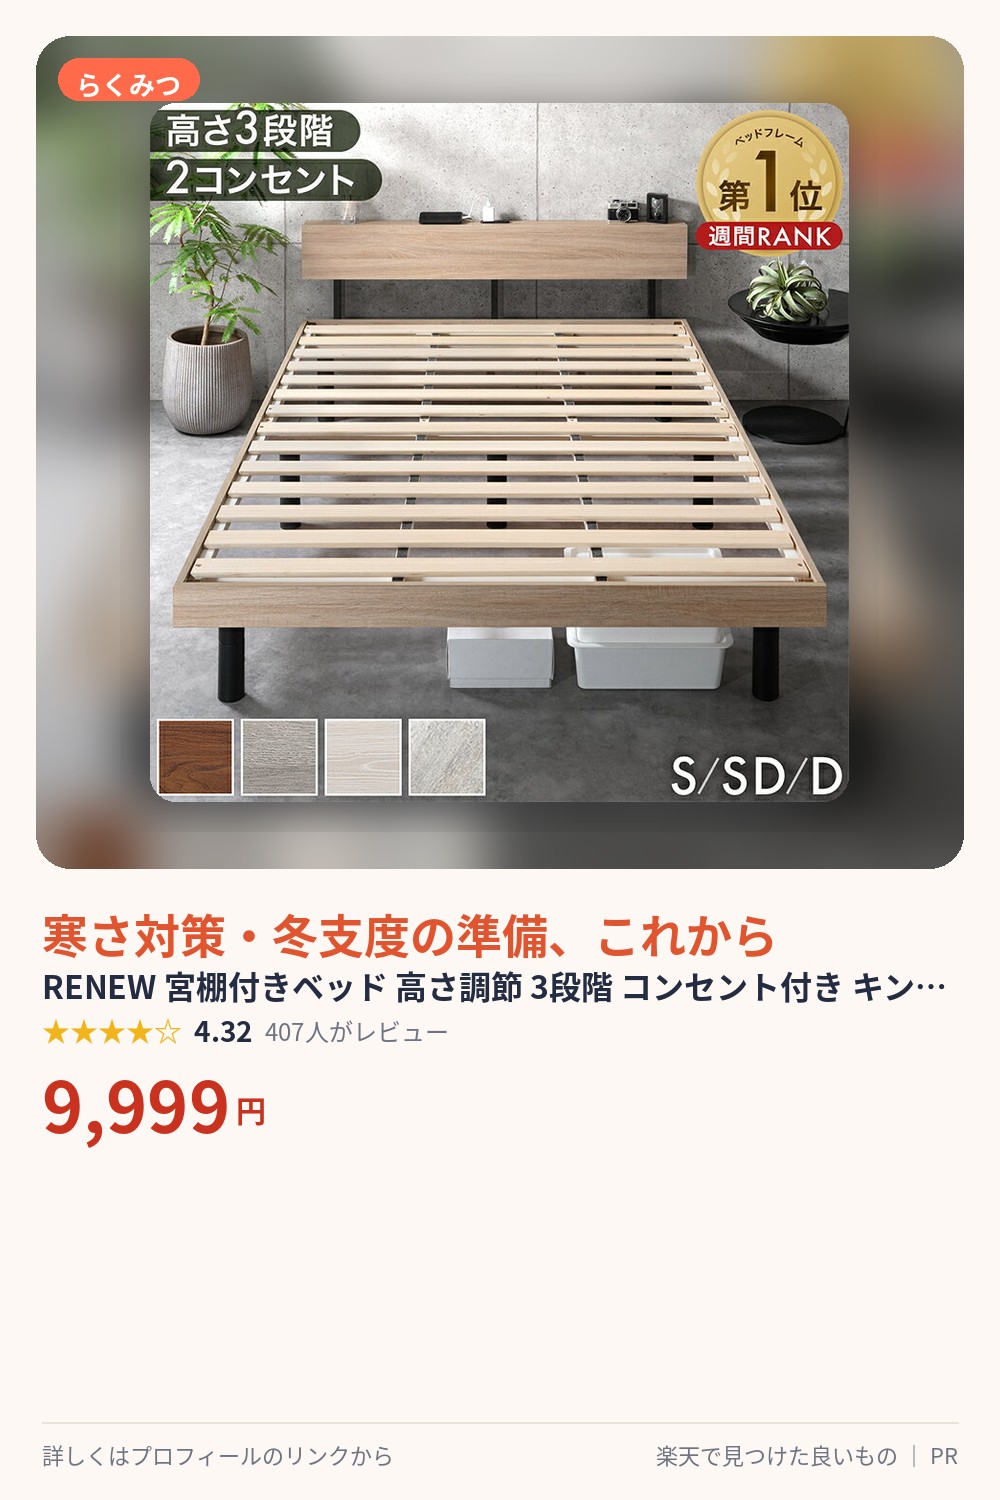 らくみつ
高さ3段階
2コンセント
ベッドフレーム
第1位
週間RANK
S/SD/D
寒さ対策・冬支度の準備、これから
RENEW 宮棚付きベッド 高さ調節 3段階 コンセント付き キン…
★★★★☆ 4.32 407人がレビュー
9,999円
詳しくはプロフィールのリンクから
楽天で見つけた良いもの ｜ PR